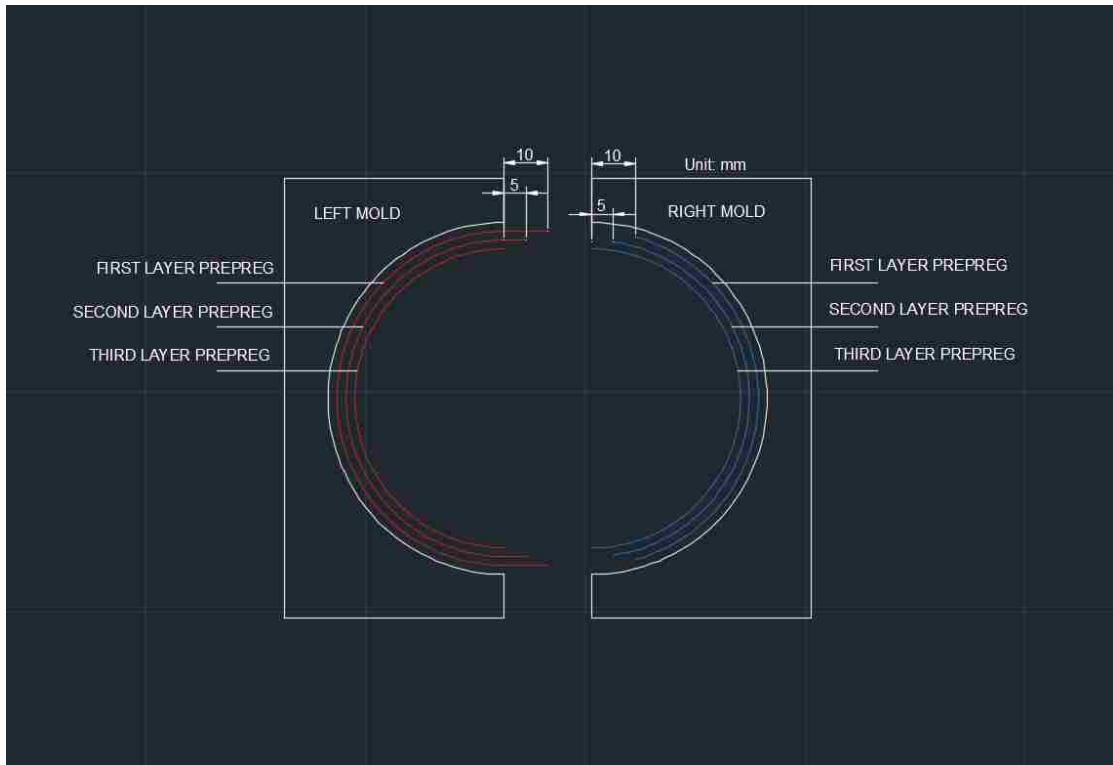 10
10
Unit: mm
5
5
LEFT MOLD
RIGHT MOLD
FIRST LAYER PREPREG
FIRST LAYER PREPREG
SECOND LAYER PREPREG
SECOND LAYER PREPREG
THIRD LAYER PREPREG
THIRD LAYER PREPREG